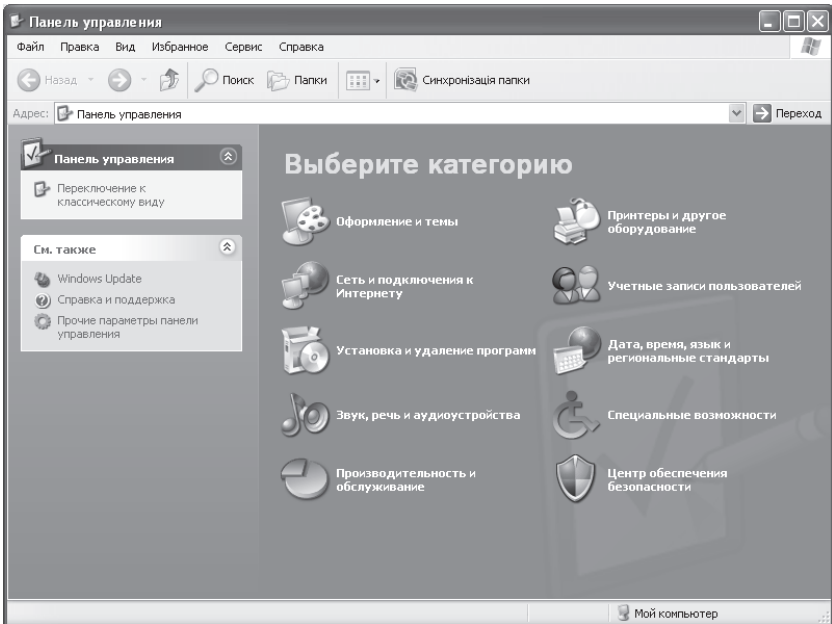 Панель управления
Файл Правка Вид Избранное Сервис Справка
Назад Поиск Папки Синхронізація папки
Адрес: Панель управления Переход
Панель управления
Переключение к
классическому виду
См. также
Windows Update
Справка и поддержка
Прочие параметры панели
управления
Выберите категорию
Оформление и темы
Принтеры и другое
оборудование
Сеть и подключения к
Интернету
Учетные записи пользователей
Установка и удаление программ
Дата, время, язык и
региональные стандарты
Звук, речь и аудиоустройства
Специальные возможности
Производительность и
обслуживание
Центр обеспечения
безопасности
Мой компьютер